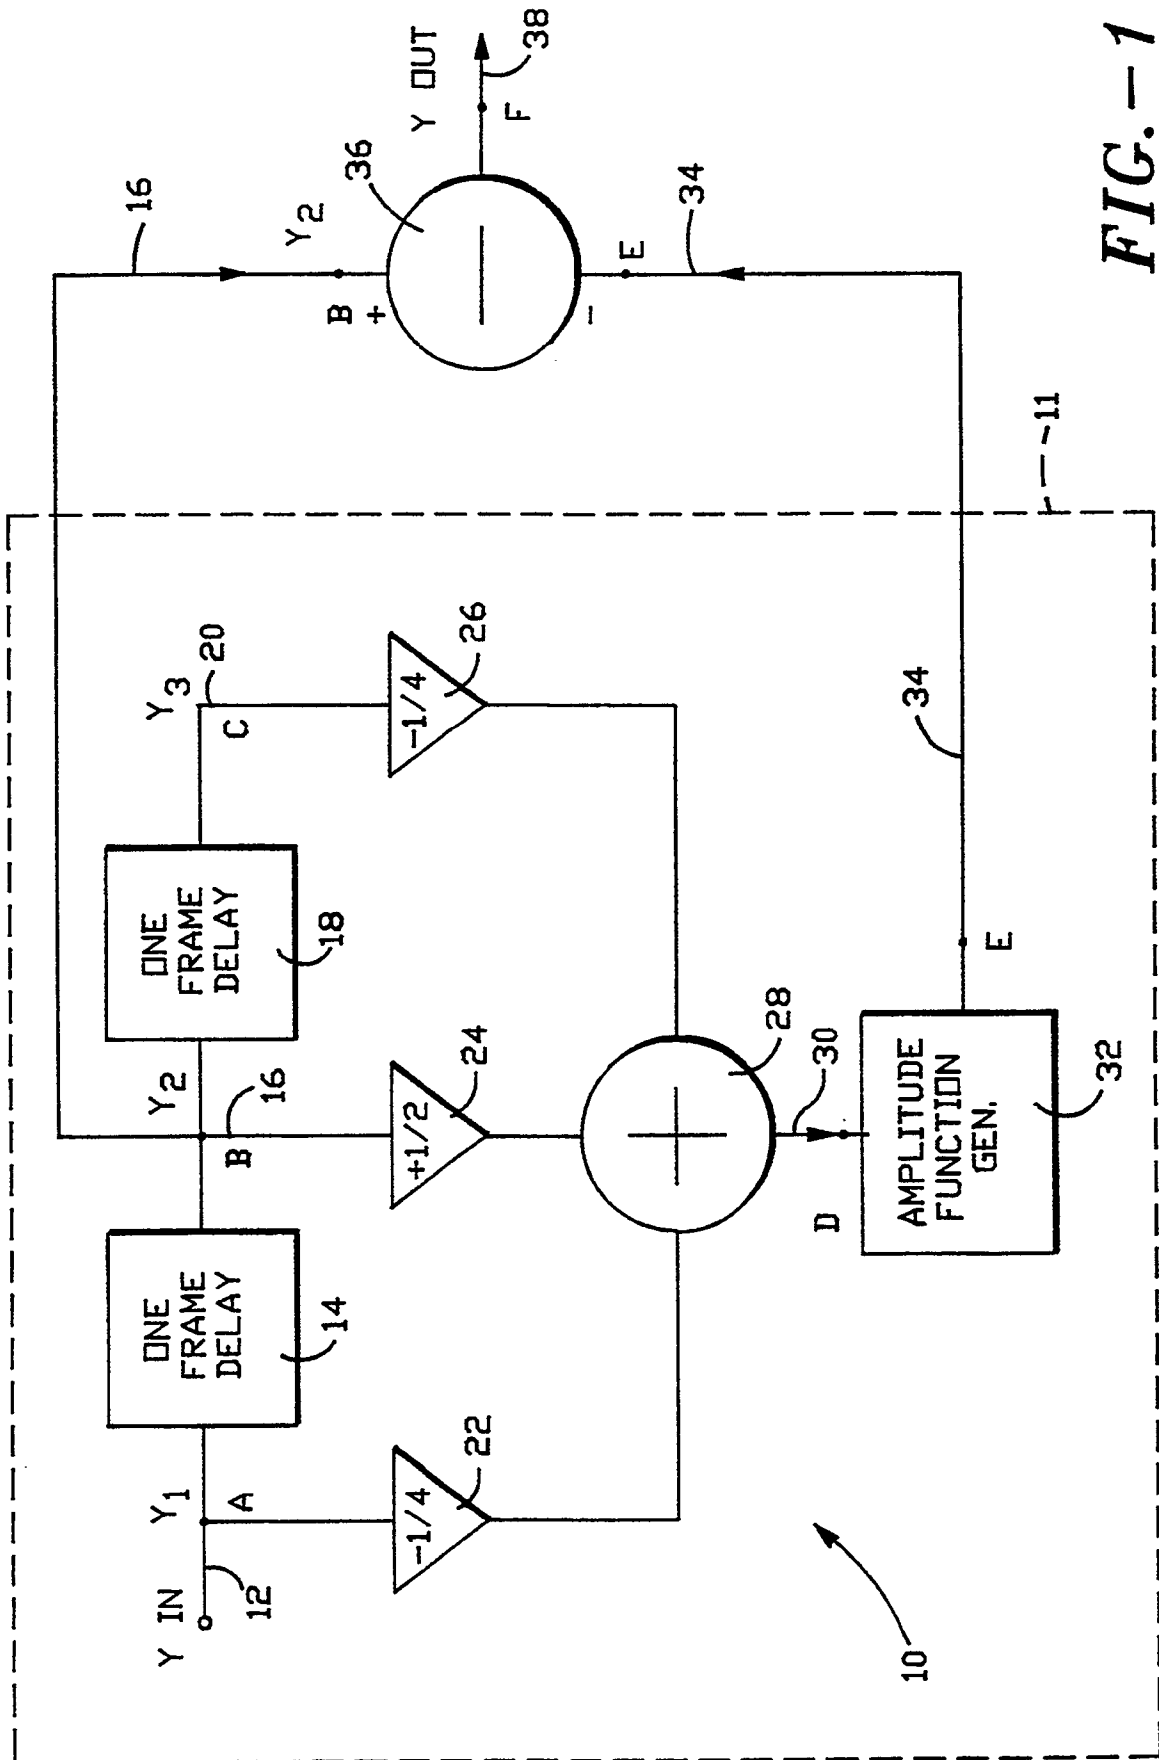 Y IN
12
Y1
A
ONE
FRAME
DELAY
14
Y2
B
16
ONE
FRAME
DELAY
18
Y3
C
20
-1/4
22
+1/2
24
-1/4
26
28
30
D
AMPLITUDE
FUNCTION
GEN.
32
E
34
10
11
16
Y2
B
+
36
Y OUT
F
38
-
E
34
FIG.-1